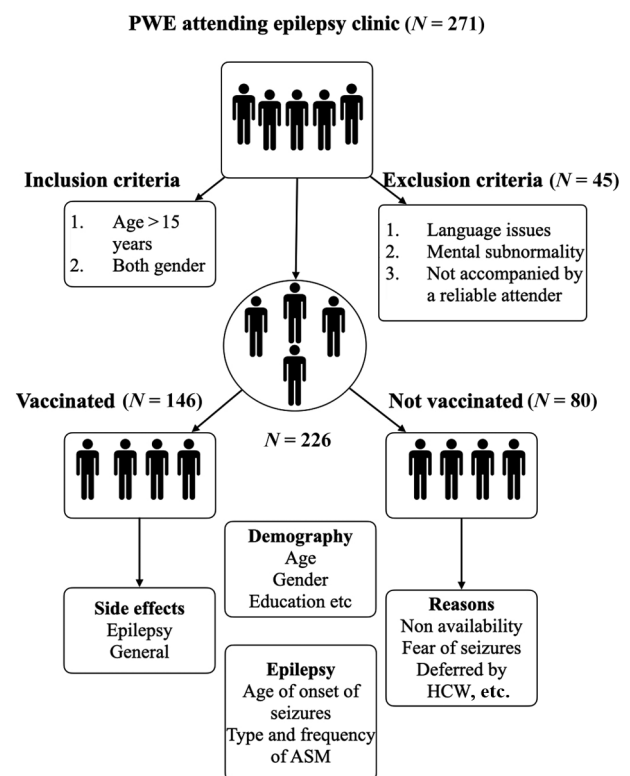 PWE attending epilepsy clinic (N = 271)
Inclusion criteria
1. Age > 15
years
2. Both gender
Exclusion criteria (N = 45)
1. Language issues
2. Mental subnormality
3. Not accompanied by
a reliable attender
Vaccinated (N = 146)
Not vaccinated (N = 80)
N = 226
Demography
Age
Gender
Education etc
Side effects
Epilepsy
General
Reasons
Non availability
Fear of seizures
Deferred by
HCW, etc.
Epilepsy
Age of onset of
seizures
Type and frequency
of ASM